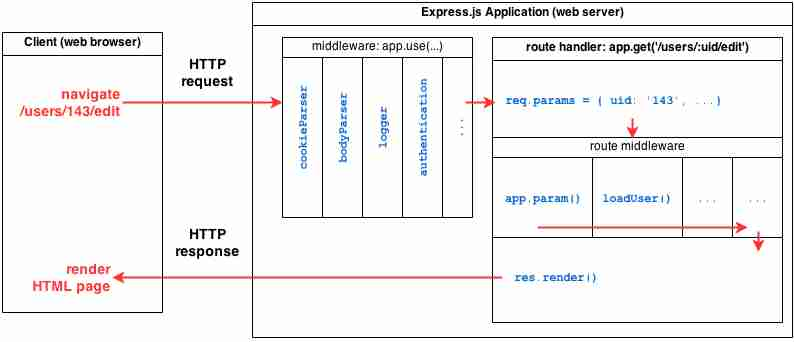 Express.js Application (web server)
Client (web browser)
HTTP
request
middleware: app.use(...)
route handler: app.get('/users/:uid/edit')
navigate
/users/143/edit
cookieParser
bodyParser
logger
authentication
...
req.params = { uid: '143', ...}
route middleware
app.param()
loadUser()
...
...
HTTP
response
render
HTML page
res.render()